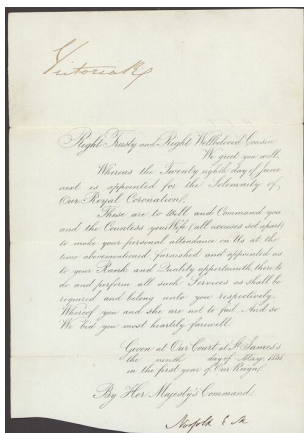 Victoria R
Right Trusty and Right Wellbeloved Cousin
We greet you well.
Whereas the Twenty eighth day of June
next is appointed for the Solemnity of
Our Royal Coronation,
These are to Will and Command you
and the Countess your Wife (all excuses set apart)
to make your personal attendance on Us at the
time abovementioned furnished and appointed as
to your Rank and Quality appertaineth there to
do and perform all such Services as shall be
required and belong unto you respectively.
Whereof you and she are not to fail. And so
We bid you most heartily farewell
Given at Our Court at St. James's
the ninth day of May 1838
in the first year of Our Reign.
By Her Majesty's Command:
Norfolk E M